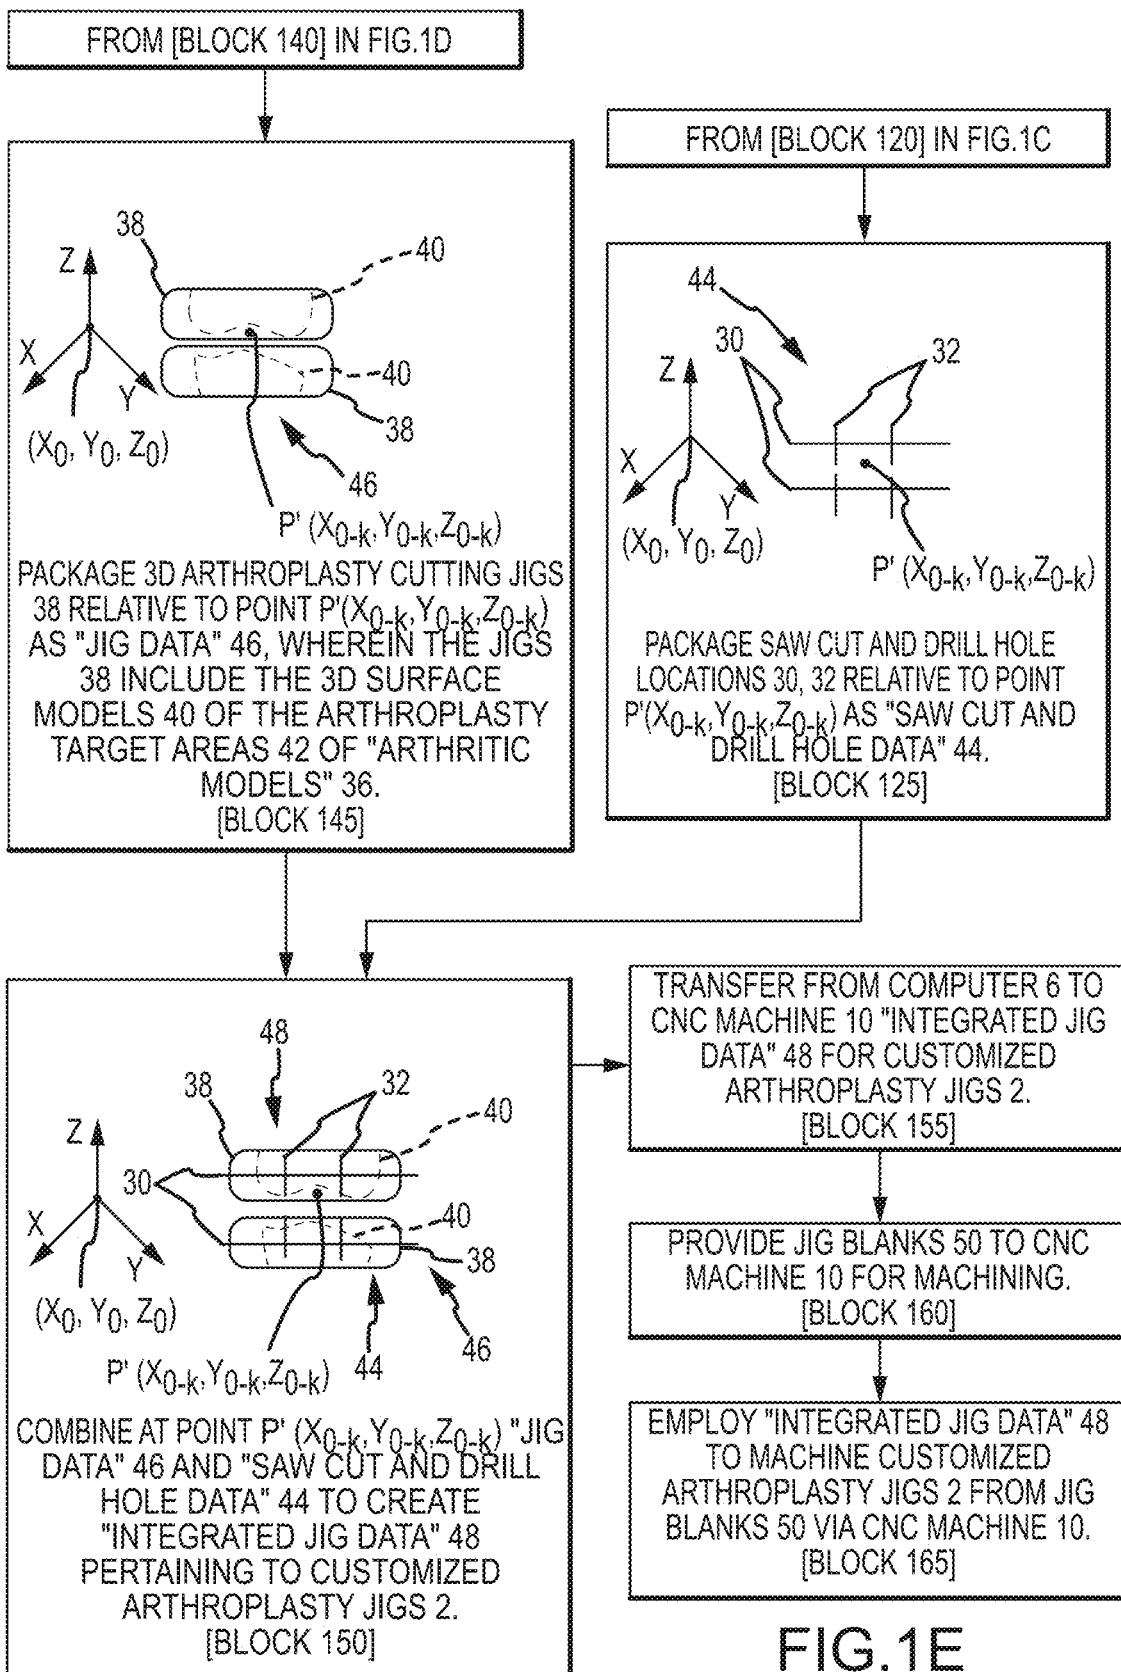 FROM [BLOCK 140] IN FIG.1D
38
40
Z
X
Y
40
38
(X0, Y0, Z0)
46
P' (X0-k,Y0-k,Z0-k)
PACKAGE 3D ARTHROPLASTY CUTTING JIGS
38 RELATIVE TO POINT P'(X0-k,Y0-k,Z0-k)
AS "JIG DATA" 46, WHEREIN THE JIGS
38 INCLUDE THE 3D SURFACE
MODELS 40 OF THE ARTHROPLASTY
TARGET AREAS 42 OF "ARTHRITIC
MODELS" 36.
[BLOCK 145]
FROM [BLOCK 120] IN FIG.1C
44
30
32
Z
X
Y
(X0, Y0, Z0)
P' (X0-k,Y0-k,Z0-k)
PACKAGE SAW CUT AND DRILL HOLE
LOCATIONS 30, 32 RELATIVE TO POINT
P'(X0-k,Y0-k,Z0-k) AS "SAW CUT AND
DRILL HOLE DATA" 44.
[BLOCK 125]
48
38
32
40
Z
30
X
Y
40
38
(X0, Y0, Z0)
46
P' (X0-k,Y0-k,Z0-k)
44
COMBINE AT POINT P' (X0-k,Y0-k,Z0-k) "JIG
DATA" 46 AND "SAW CUT AND DRILL
HOLE DATA" 44 TO CREATE
"INTEGRATED JIG DATA" 48
PERTAINING TO CUSTOMIZED
ARTHROPLASTY JIGS 2.
[BLOCK 150]
TRANSFER FROM COMPUTER 6 TO
CNC MACHINE 10 "INTEGRATED JIG
DATA" 48 FOR CUSTOMIZED
ARTHROPLASTY JIGS 2.
[BLOCK 155]
PROVIDE JIG BLANKS 50 TO CNC
MACHINE 10 FOR MACHINING.
[BLOCK 160]
EMPLOY "INTEGRATED JIG DATA" 48
TO MACHINE CUSTOMIZED
ARTHROPLASTY JIGS 2 FROM JIG
BLANKS 50 VIA CNC MACHINE 10.
[BLOCK 165]
FIG.1E